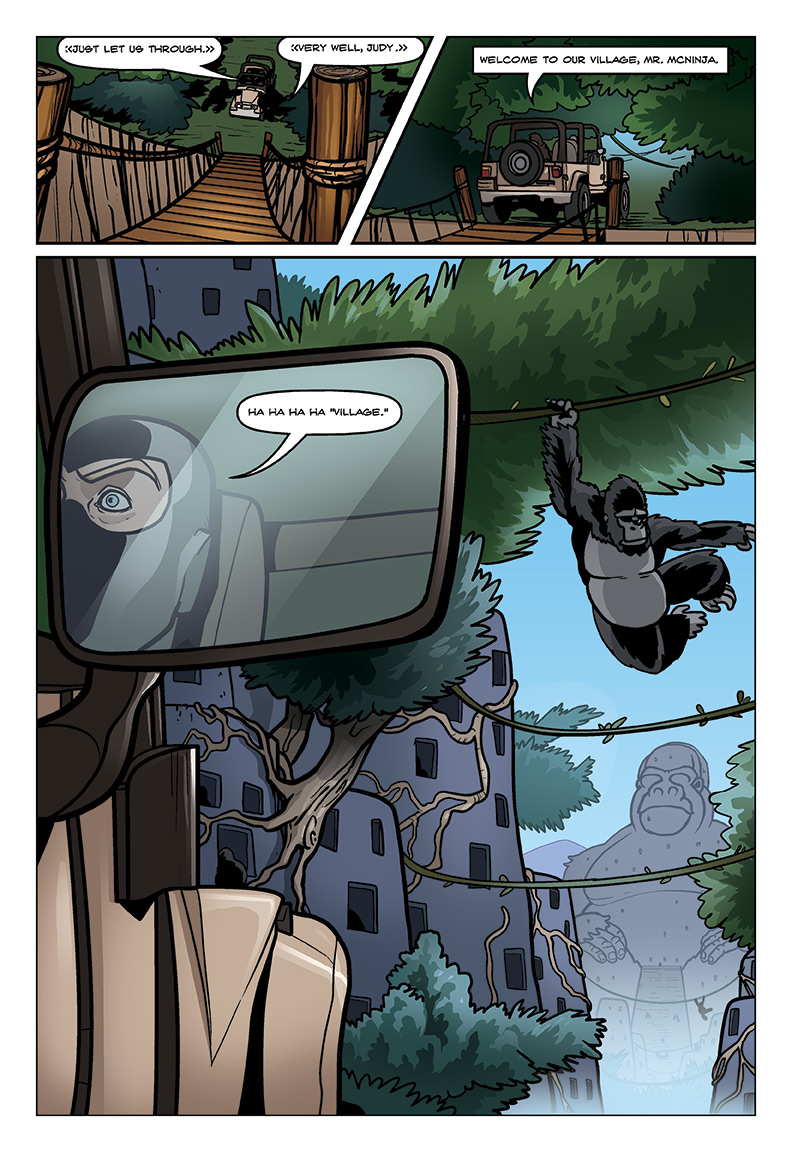 «JUST LET US THROUGH.»
«VERY WELL, JUDY.»
WELCOME TO OUR VILLAGE, MR. MCNINJA.
HA HA HA HA "VILLAGE."